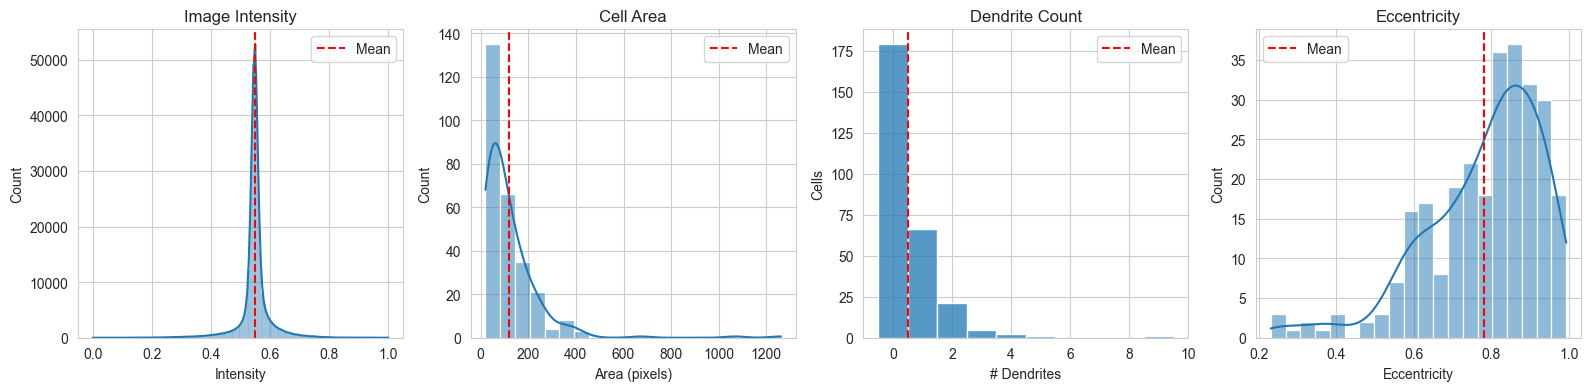 Image Intensity
Mean
50000
40000
30000
20000
10000
0
Count
0.0 0.2 0.4 0.6 0.8 1.0
Intensity
Cell Area
Mean
140
120
100
80
60
40
20
0
Count
0 200 400 600 800 1000 1200
Area (pixels)
Dendrite Count
Mean
175
150
125
100
75
50
25
0
Cells
0 2 4 6 8 10
# Dendrites
Eccentricity
Mean
35
30
25
20
15
10
5
0
Count
0.2 0.4 0.6 0.8 1.0
Eccentricity